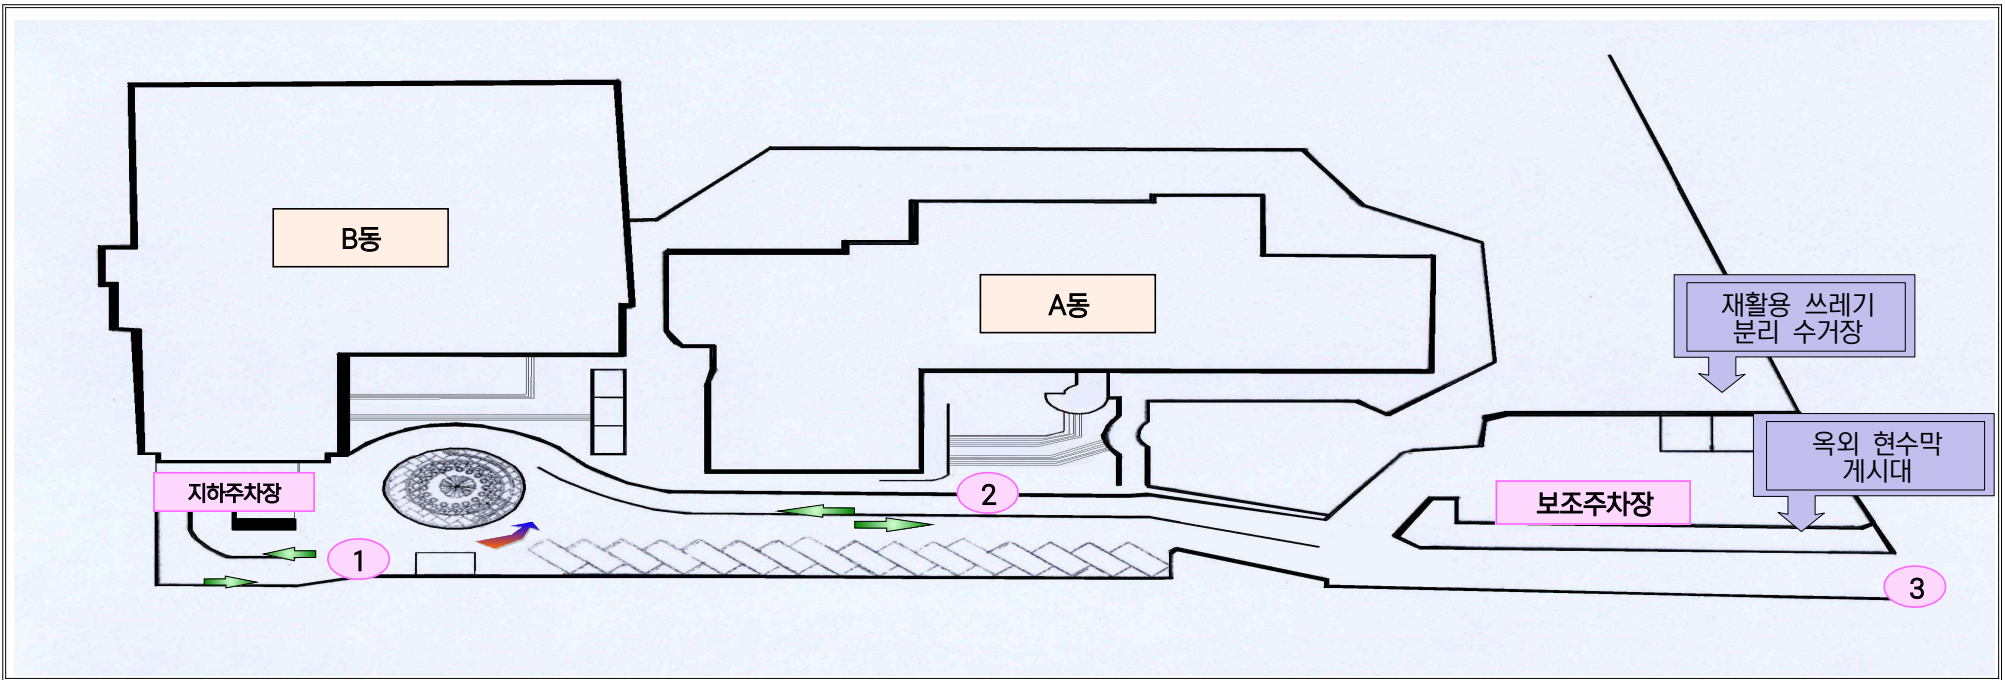 B동
A동
재활용 쓰레기
분리 수거장
옥외 현수막
게시대
지하주차장
보조주차장
2
1
3